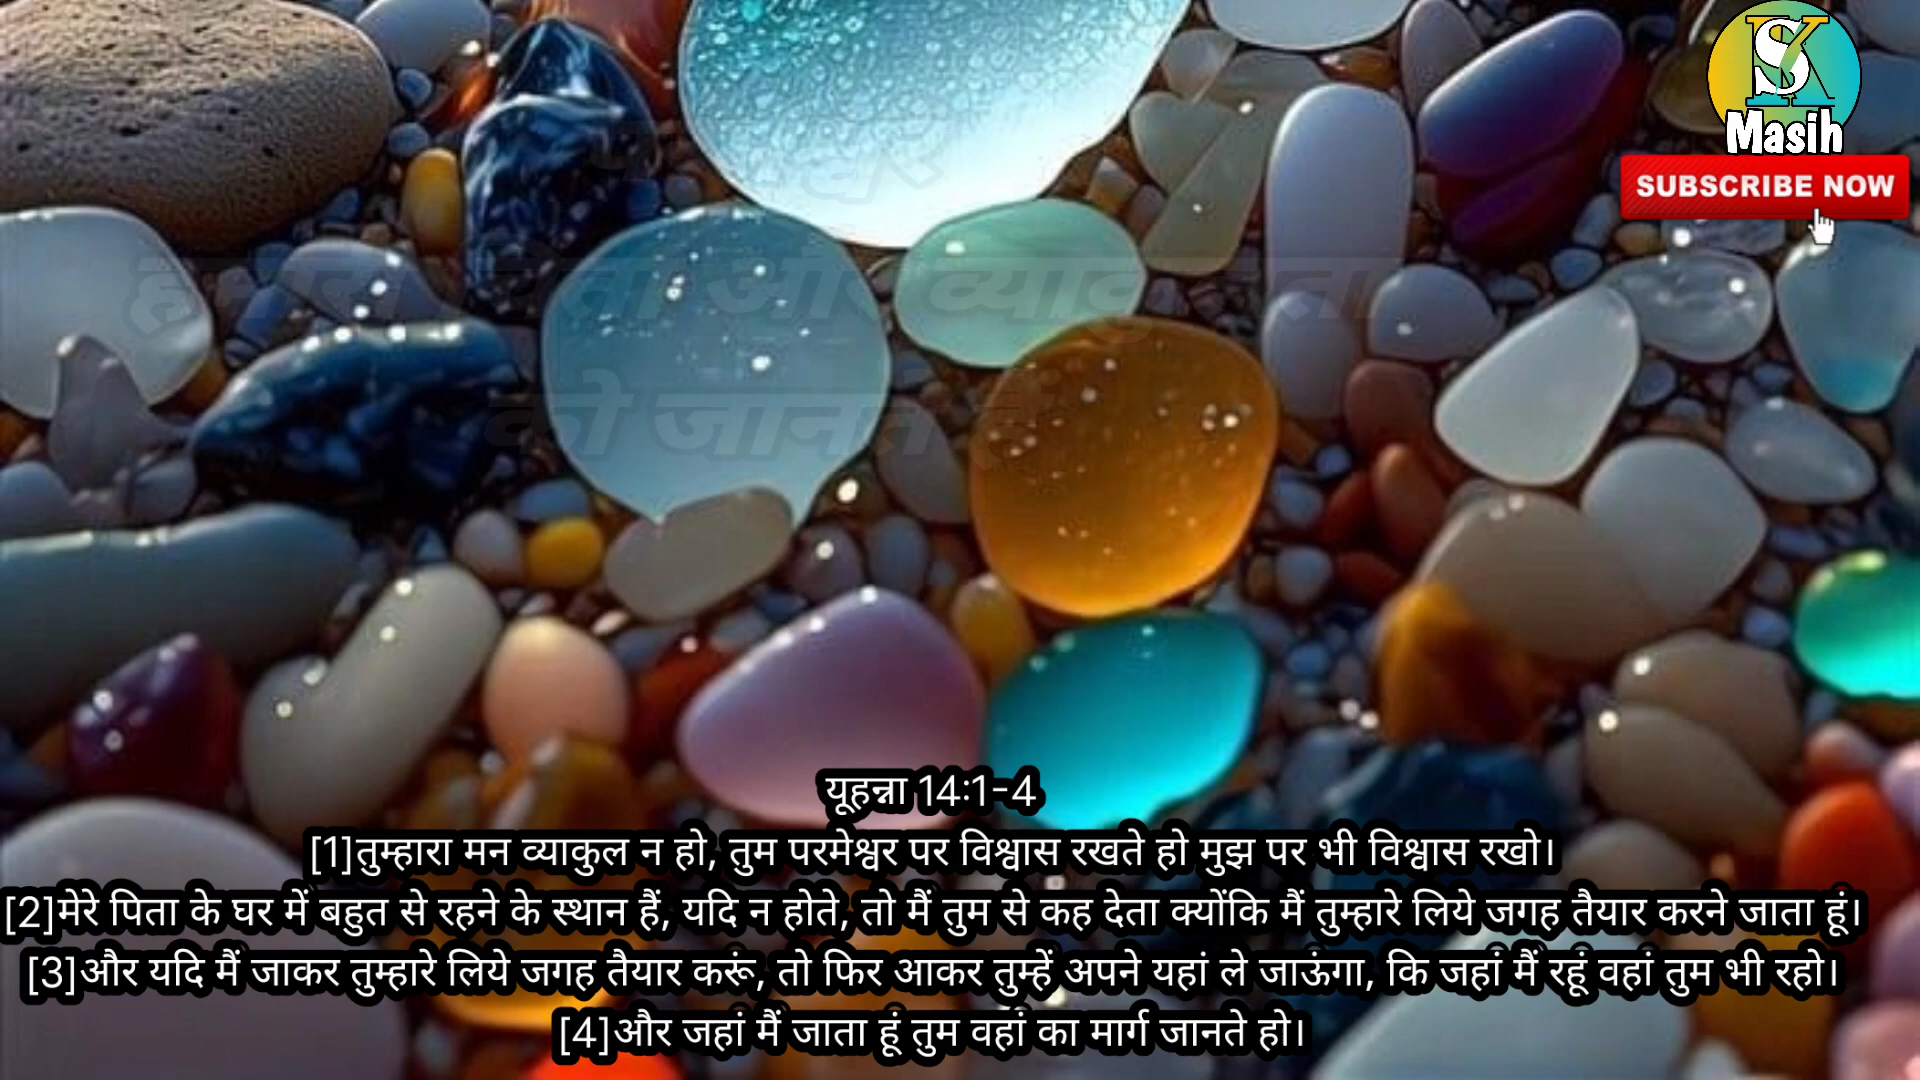 SK
Masih
SUBSCRIBE NOW
को जानते हैं
यूहन्ना 14:1-4
[1]तुम्हारा मन व्याकुल न हो, तुम परमेश्वर पर विश्वास रखते हो मुझ पर भी विश्वास रखो।
[2]मेरे पिता के घर में बहुत से रहने के स्थान हैं, यदि न होते, तो मैं तुम से कह देता क्योंकि मैं तुम्हारे लिये जगह तैयार करने जाता हूं।
[3]और यदि मैं जाकर तुम्हारे लिये जगह तैयार करूं, तो फिर आकर तुम्हें अपने यहां ले जाऊंगा, कि जहां मैं रहूं वहां तुम भी रहो।
[4]और जहां मैं जाता हूं तुम वहां का मार्ग जानते हो।